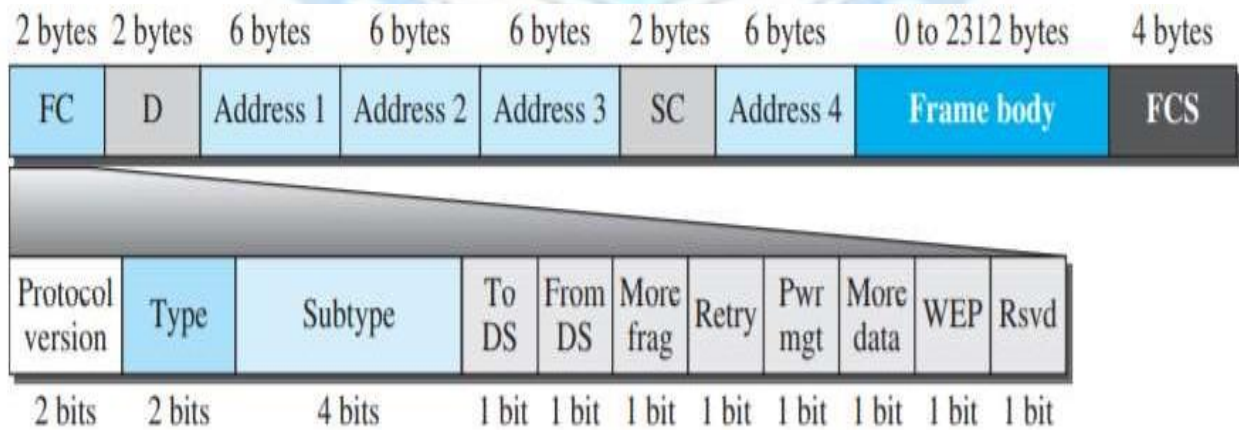 2 bytes 2 bytes 6 bytes 6 bytes 6 bytes 2 bytes 6 bytes 0 to 2312 bytes 4 bytes
FC D Address 1 Address 2 Address 3 SC Address 4 Frame body FCS
Protocol version Type Subtype To DS From DS More frag Retry Pwr mgt More data WEP Rsvd
2 bits 2 bits 4 bits 1 bit 1 bit 1 bit 1 bit 1 bit 1 bit 1 bit 1 bit